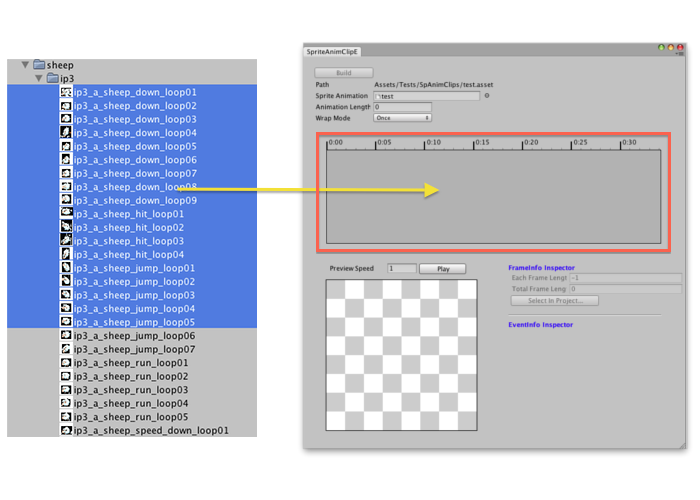 sheep
ip3
ip3_a_sheep_down_loop01
ip3_a_sheep_down_loop02
ip3_a_sheep_down_loop03
ip3_a_sheep_down_loop04
ip3_a_sheep_down_loop05
ip3_a_sheep_down_loop06
ip3_a_sheep_down_loop07
ip3_a_sheep_down_loop08
ip3_a_sheep_down_loop09
ip3_a_sheep_hit_loop01
ip3_a_sheep_hit_loop02
ip3_a_sheep_hit_loop03
ip3_a_sheep_hit_loop04
ip3_a_sheep_jump_loop01
ip3_a_sheep_jump_loop02
ip3_a_sheep_jump_loop03
ip3_a_sheep_jump_loop04
ip3_a_sheep_jump_loop05
ip3_a_sheep_jump_loop06
ip3_a_sheep_jump_loop07
ip3_a_sheep_run_loop01
ip3_a_sheep_run_loop02
ip3_a_sheep_run_loop03
ip3_a_sheep_run_loop04
ip3_a_sheep_run_loop05
ip3_a_sheep_speed_down_loop01
SpriteAnimClipE
Build
Path Assets/Tests/SpAnimClips/test.asset
Sprite Animation test
Animation Length 0
Wrap Mode Once
0:00 0:05 0:10 0:15 0:20 0:25 0:30
Preview Speed 1 Play
FrameInfo Inspector
Each Frame Lengt -1
Total Frame Leng 0
Select In Project...
EventInfo Inspector